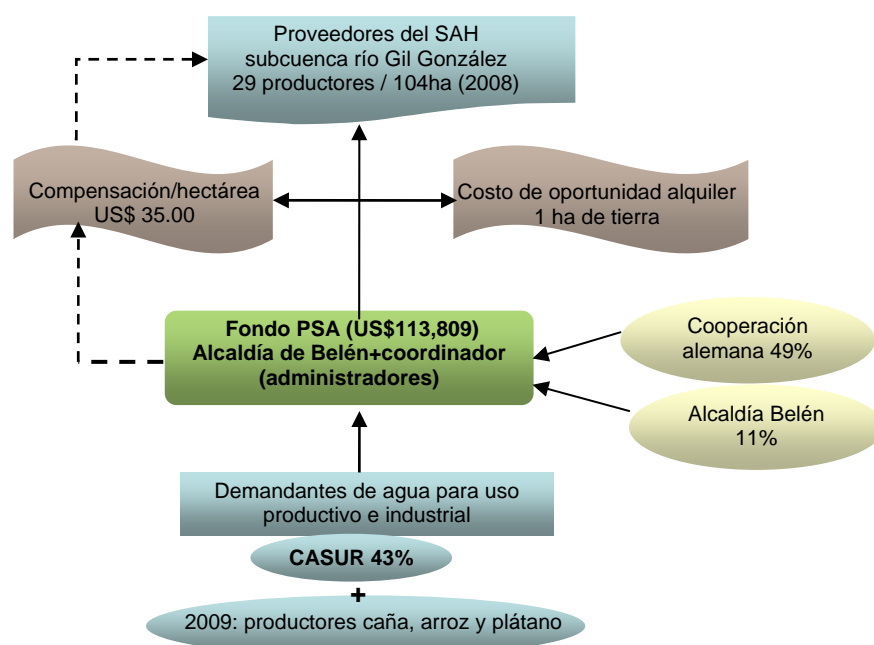 Proveedores del SAH
subcuenca río Gil González
29 productores / 104ha (2008)
Compensación/hectárea
US$ 35.00
Costo de oportunidad alquiler
1 ha de tierra
Fondo PSA (US$113,809)
Alcaldía de Belén+coordinador
(administradores)
Cooperación
alemana 49%
Alcaldía Belén
11%
Demandantes de agua para uso
productivo e industrial
CASUR 43%
+
2009: productores caña, arroz y plátano